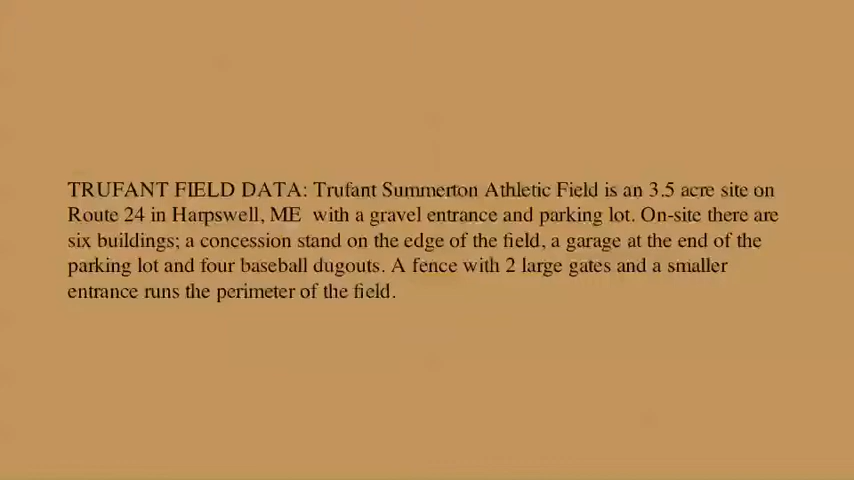 TRUFANT FIELD DATA: Trufant Summerton Athletic Field is an 3.5 acre site on
Route 24 in Harpswell, ME  with a gravel entrance and parking lot. On-site there are
six buildings; a concession stand on the edge of the field, a garage at the end of the
parking lot and four baseball dugouts. A fence with 2 large gates and a smaller
entrance runs the perimeter of the field.